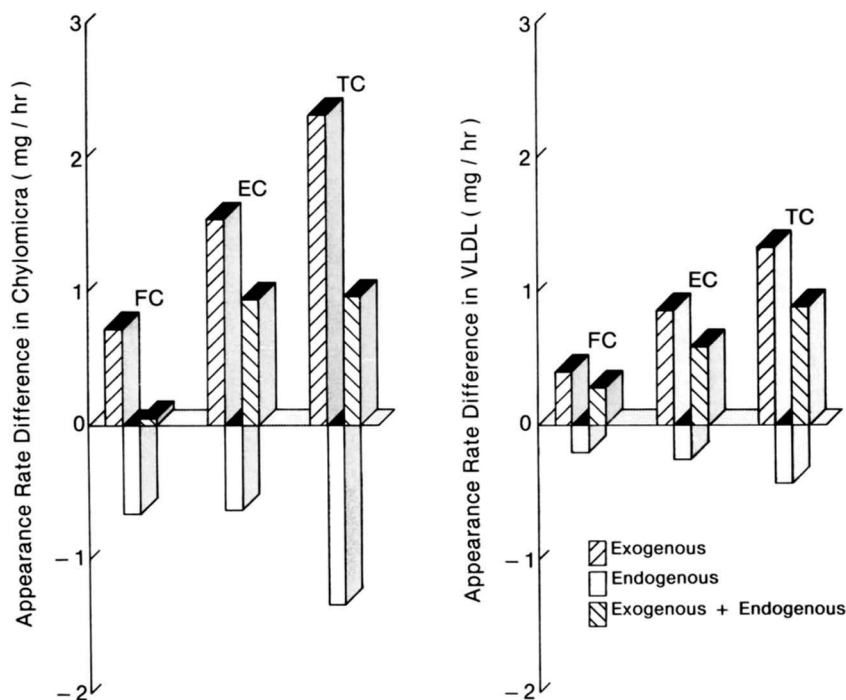 Appearance Rate Difference in Chylomicra ( mg / hr )
3
2
1
0
– 1
– 2
FC
EC
TC
Appearance Rate Difference in VLDL ( mg / hr )
3
2
1
0
– 1
– 2
FC
EC
TC
Exogenous
Endogenous
Exogenous + Endogenous